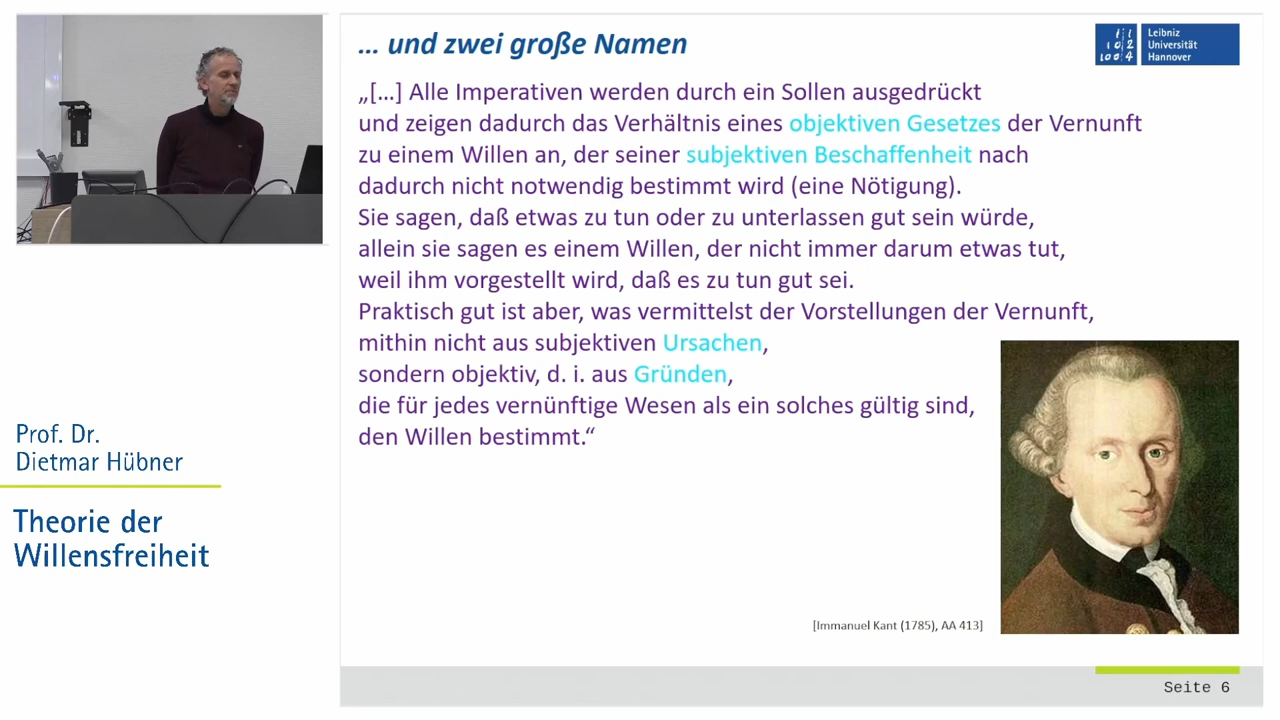 … und zwei große Namen
Leibniz
Universität
Hannover
„[…] Alle Imperativen werden durch ein Sollen ausgedrückt
und zeigen dadurch das Verhältnis eines objektiven Gesetzes der Vernunft
zu einem Willen an, der seiner subjektiven Beschaffenheit nach
dadurch nicht notwendig bestimmt wird (eine Nötigung).
Sie sagen, daß etwas zu tun oder zu unterlassen gut sein würde,
allein sie sagen es einem Willen, der nicht immer darum etwas tut,
weil ihm vorgestellt wird, daß es zu tun gut sei.
Praktisch gut ist aber, was vermittelst der Vorstellungen der Vernunft,
mithin nicht aus subjektiven Ursachen,
sondern objektiv, d. i. aus Gründen,
die für jedes vernünftige Wesen als ein solches gültig sind,
den Willen bestimmt.“
[Immanuel Kant (1785), AA 413]
Prof. Dr.
Dietmar Hübner
Theorie der
Willensfreiheit
Seite 6